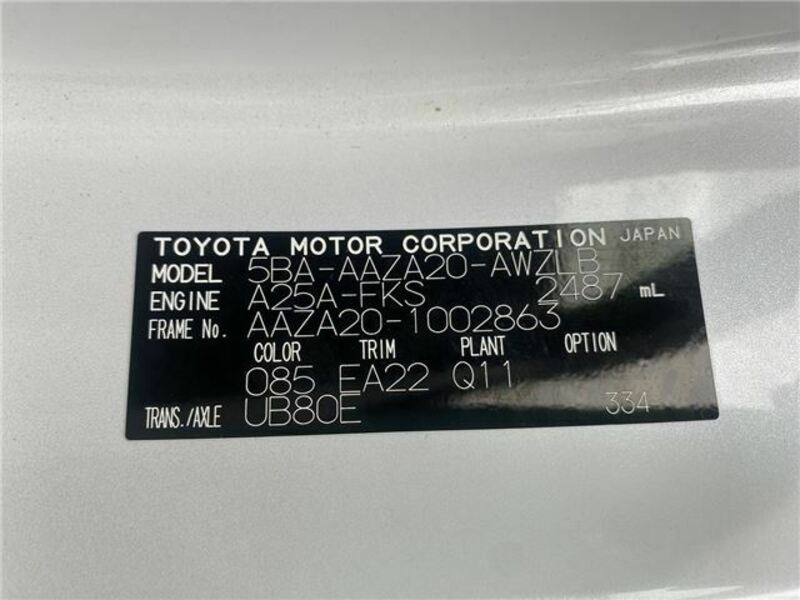 TOYOTA MOTOR CORPORATION JAPAN
MODEL 5BA-AAZA20-AWZLB
ENGINE A25A-FKS 2487 mL
FRAME No. AAZA20-1002863
COLOR TRIM PLANT OPTION
085 EA22 Q11
TRANS./AXLE UB80E 334-